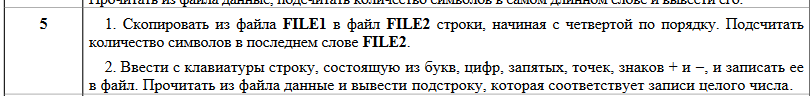 Прочитать из файла данные, подсчитать количество символов в самом длинном слове и вывести его.
5
1. Скопировать из файла FILE1 в файл FILE2 строки, начиная с четвертой по порядку. Подсчитать
количество символов в последнем слове FILE2.
2. Ввести с клавиатуры строку, состоящую из букв, цифр, запятых, точек, знаков + и −, и записать ее
в файл. Прочитать из файла данные и вывести подстроку, которая соответствует записи целого числа.